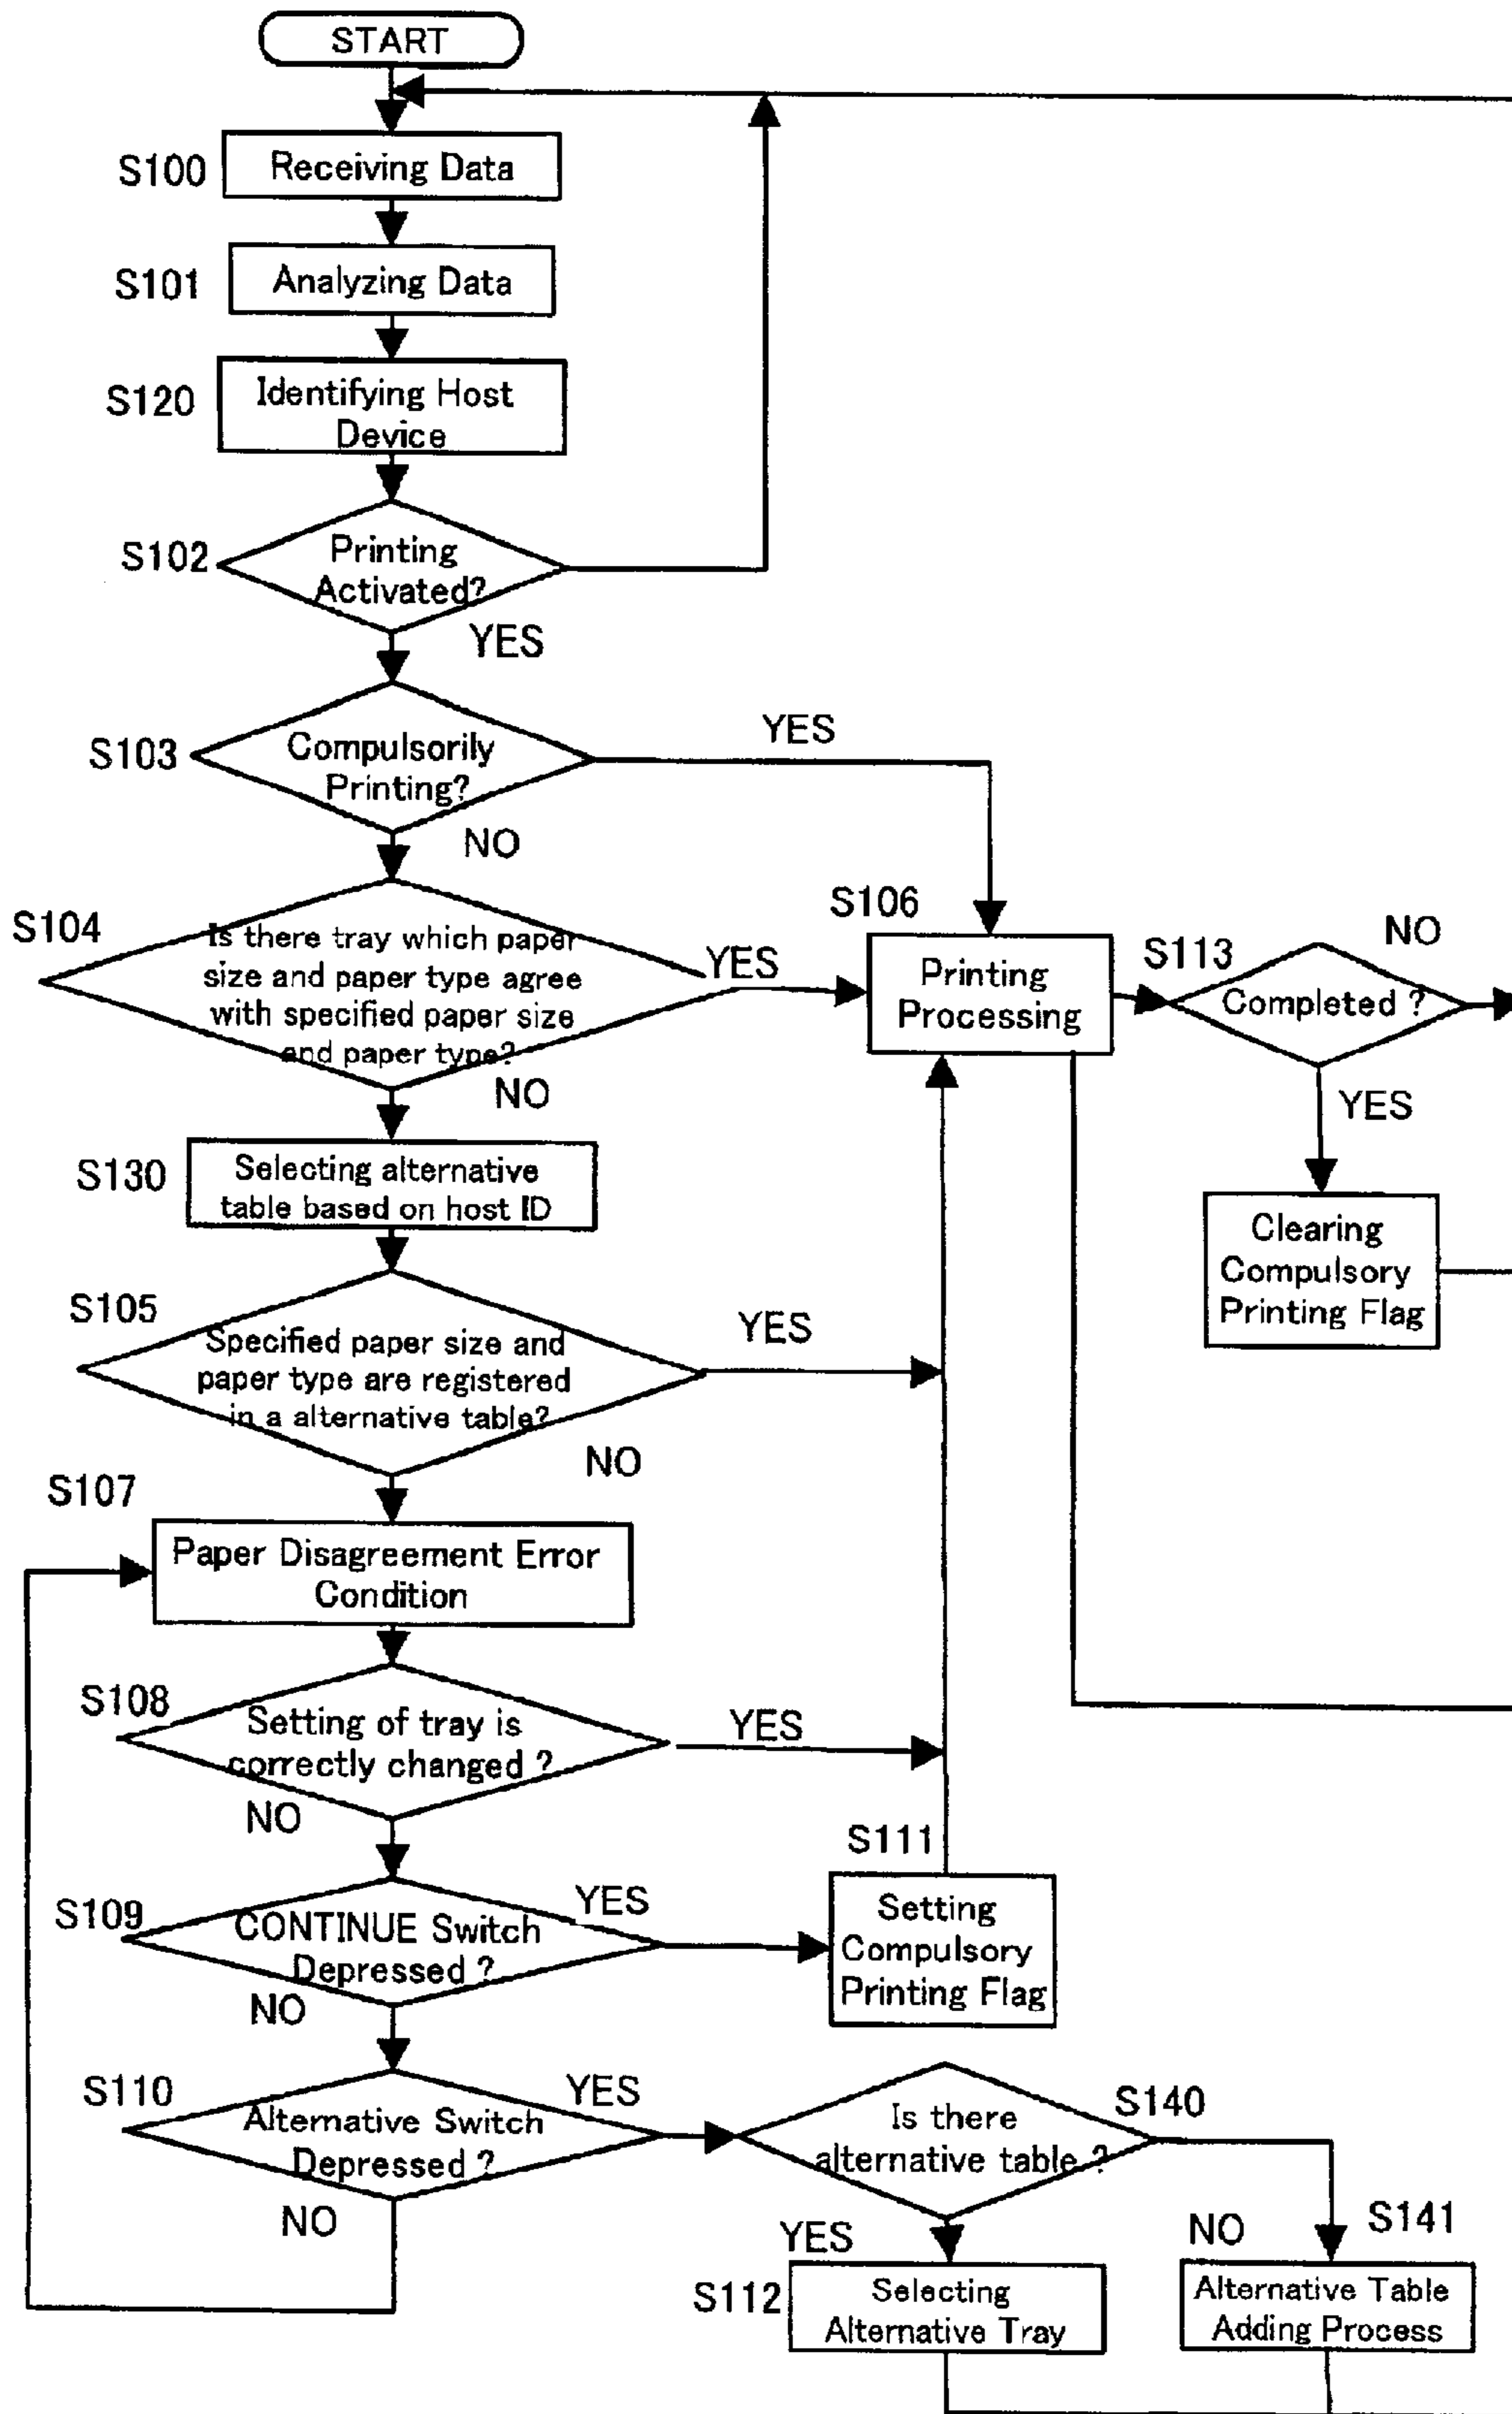 START
S100
Receiving Data
S101
Analyzing Data
S120
Identifying Host
Device
S102
Printing
Activated?
YES
S103
Compulsorily
Printing?
YES
NO
S104
Is there tray which paper
size and paper type agree
with specified paper size
and paper type?
YES
NO
S106
Printing
Processing
S113
Completed ?
NO
YES
Clearing
Compulsory
Printing Flag
S130
Selecting alternative
table based on host ID
S105
Specified paper size and
paper type are registered
in a alternative table?
YES
NO
S107
Paper Disagreement Error
Condition
S108
Setting of tray is
correctly changed ?
YES
NO
S109
CONTINUE Switch
Depressed ?
YES
NO
S111
Setting
Compulsory
Printing Flag
S110
Alternative Switch
Depressed ?
YES
NO
S140
Is there
alternative table ?
YES
NO
S112
Selecting
Alternative Tray
S141
Alternative Table
Adding Process